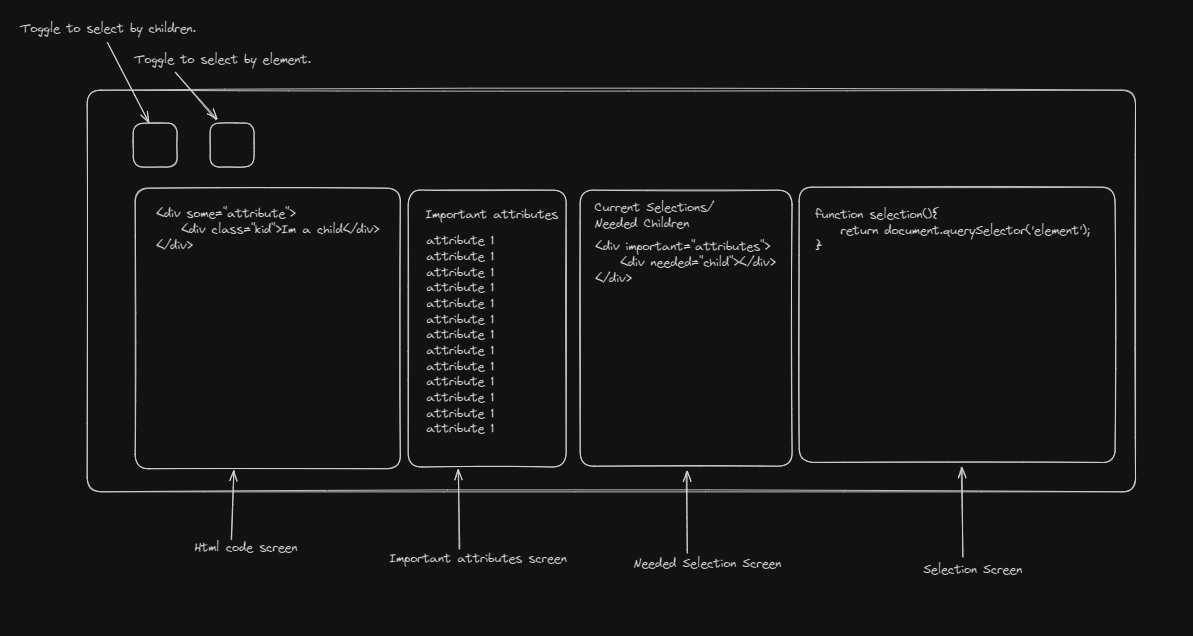 Toggle to select by children.
Toggle to select by element.
<div some="attribute">
<div class="kid">Im a child</div>
</div>
Important attributes
attribute 1
attribute 1
attribute 1
attribute 1
attribute 1
attribute 1
attribute 1
attribute 1
attribute 1
attribute 1
attribute 1
attribute 1
attribute 1
Current Selections/
Needed Children
<div important="attributes">
<div needed="child"></div>
</div>
function selection(){
return document.querySelector('element');
}
Html code screen
Important attributes screen
Needed Selection Screen
Selection Screen